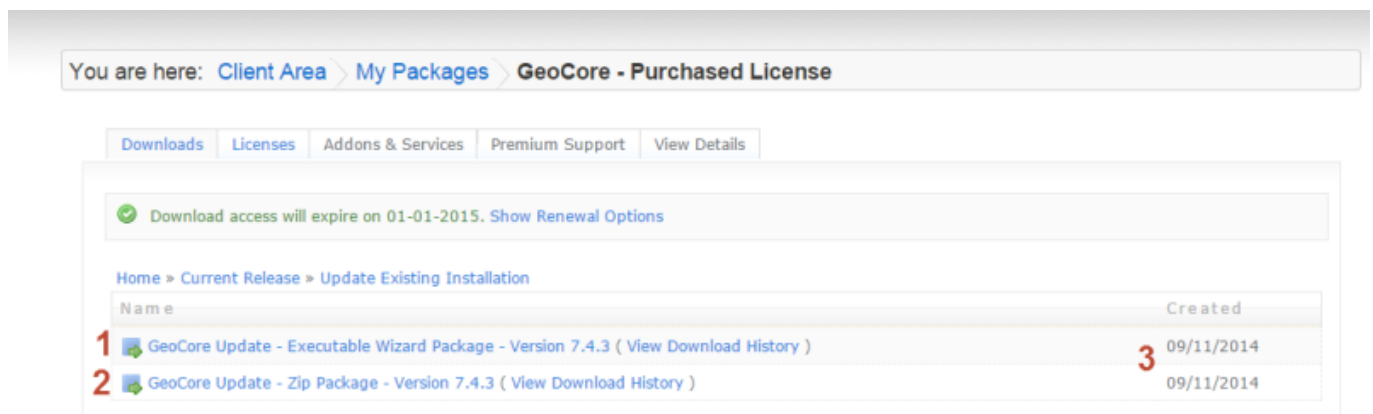 You are here: Client Area My Packages GeoCore - Purchased License
Downloads Licenses Addons & Services Premium Support View Details
Download access will expire on 01-01-2015. Show Renewal Options
Home » Current Release » Update Existing Installation
Name Created
1 GeoCore Update - Executable Wizard Package - Version 7.4.3 ( View Download History ) 3 09/11/2014
2 GeoCore Update - Zip Package - Version 7.4.3 ( View Download History ) 09/11/2014